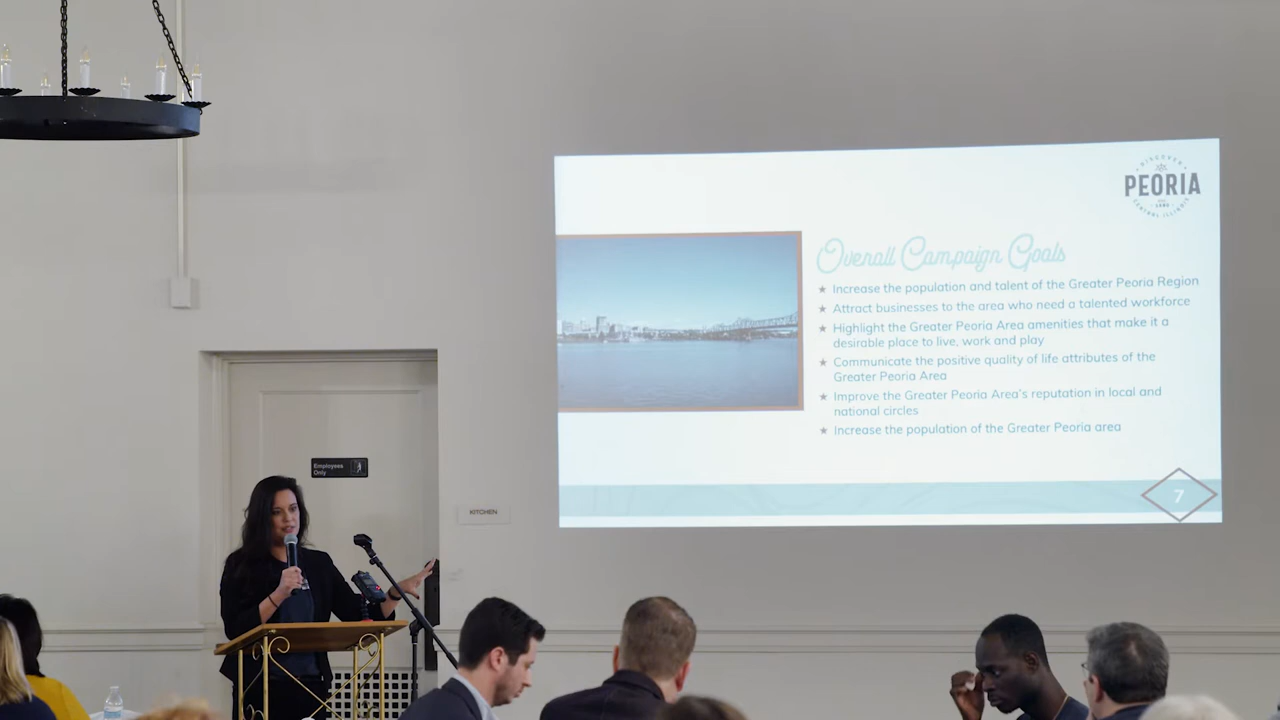 DISCOVER
PEORIA
CENTRAL ILLINOIS
Overall Campaign Goals
Increase the population and talent of the Greater Peoria Region
Attract businesses to the area who need a talented workforce
Highlight the Greater Peoria Area amenities that make it a
desirable place to live, work and play
Communicate the positive quality of life attributes of the
Greater Peoria Area
Improve the Greater Peoria Area's reputation in local and
national circles
Increase the population of the Greater Peoria area
7
Employees
Only
KITCHEN